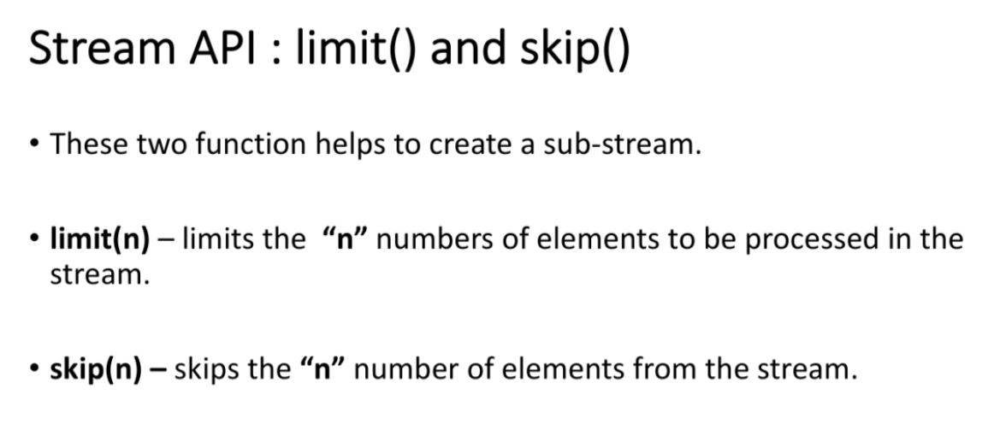 Stream API : limit() and skip()
• These two function helps to create a sub-stream.
• limit(n) – limits the  “n” numbers of elements to be processed in the
stream.
• skip(n) – skips the “n” number of elements from the stream.